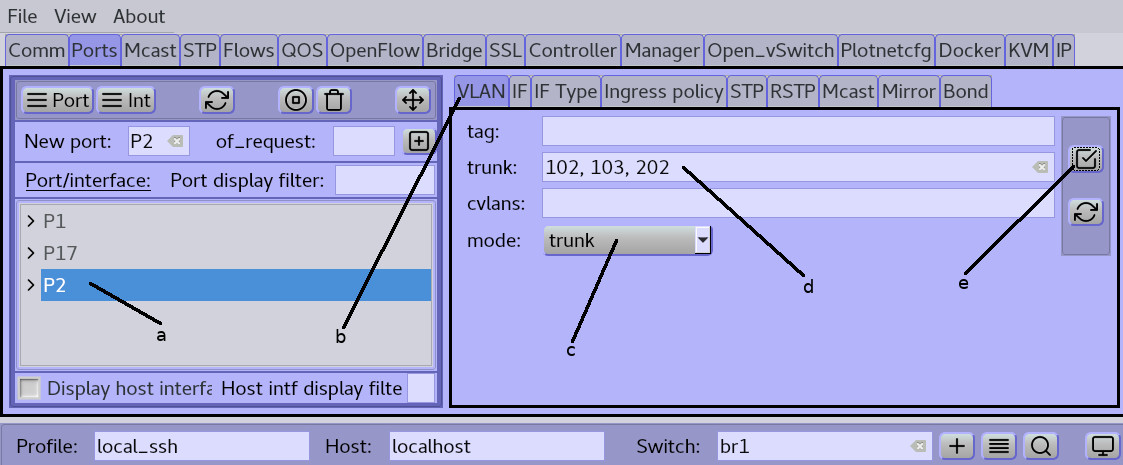 File View About
Comm Ports Mcast STP Flows QOS OpenFlow Bridge SSL Controller Manager Open_vSwitch Plotnetcfg Docker KVM IP
Port Int
New port: P2 of_request:
Port/interface: Port display filter:
P1
P17
P2
a
b
Display host interfa Host intf display filte
VLAN IF IF Type Ingress policy STP RSTP Mcast Mirror Bond
tag:
trunk: 102, 103, 202
cvlans:
mode: trunk
c
d
e
Profile: local_ssh Host: localhost Switch: br1